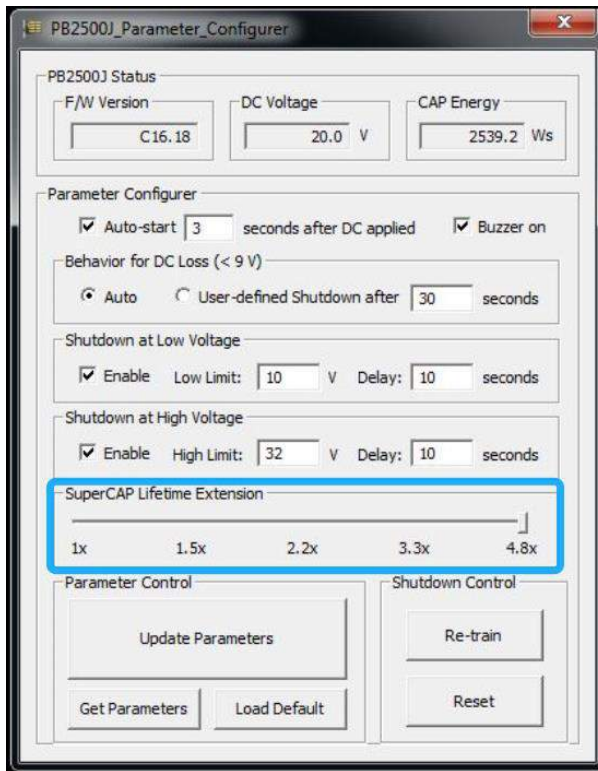 PB2500J_Parameter_Configurer
PB2500J Status
F/W Version DC Voltage CAP Energy
C16.18 20.0 V 2539.2 Ws
Parameter Configurer
Auto-start 3 seconds after DC applied Buzzer on
Behavior for DC Loss (< 9 V)
Auto User-defined Shutdown after 30 seconds
Shutdown at Low Voltage
Enable Low Limit: 10 V Delay: 10 seconds
Shutdown at High Voltage
Enable High Limit: 32 V Delay: 10 seconds
SuperCAP Lifetime Extension
1x 1.5x 2.2x 3.3x 4.8x
Parameter Control Shutdown Control
Update Parameters Re-train
Get Parameters Load Default Reset